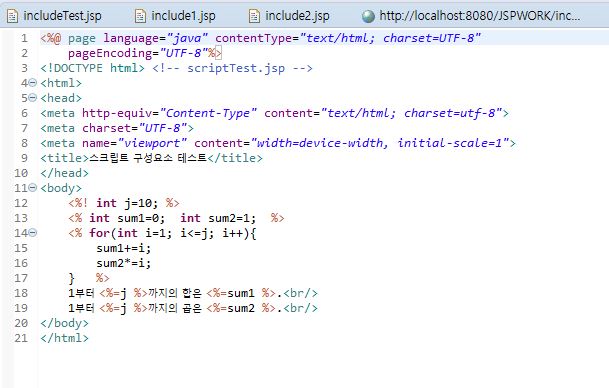 includeTest.jsp include1.jsp include2.jsp http://localhost:8080/JSPWORK/inc...
1 <%@ page language="java" contentType="text/html; charset=UTF-8"
2 pageEncoding="UTF-8"%>
3 <!DOCTYPE html> <!-- scriptTest.jsp -->
4 <html>
5 <head>
6 <meta http-equiv="Content-Type" content="text/html; charset=utf-8">
7 <meta charset="UTF-8">
8 <meta name="viewport" content="width=device-width, initial-scale=1">
9 <title>스크립트 구성요소 테스트</title>
10 </head>
11 <body>
12 <%! int j=10; %>
13 <% int sum1=0; int sum2=1; %>
14 <% for(int i=1; i<=j; i++){
15 sum1+=i;
16 sum2*=i;
17 } %>
18 1부터 <%=j %>까지의 합은 <%=sum1 %>.<br/>
19 1부터 <%=j %>까지의 곱은 <%=sum2 %>.<br/>
20 </body>
21 </html>